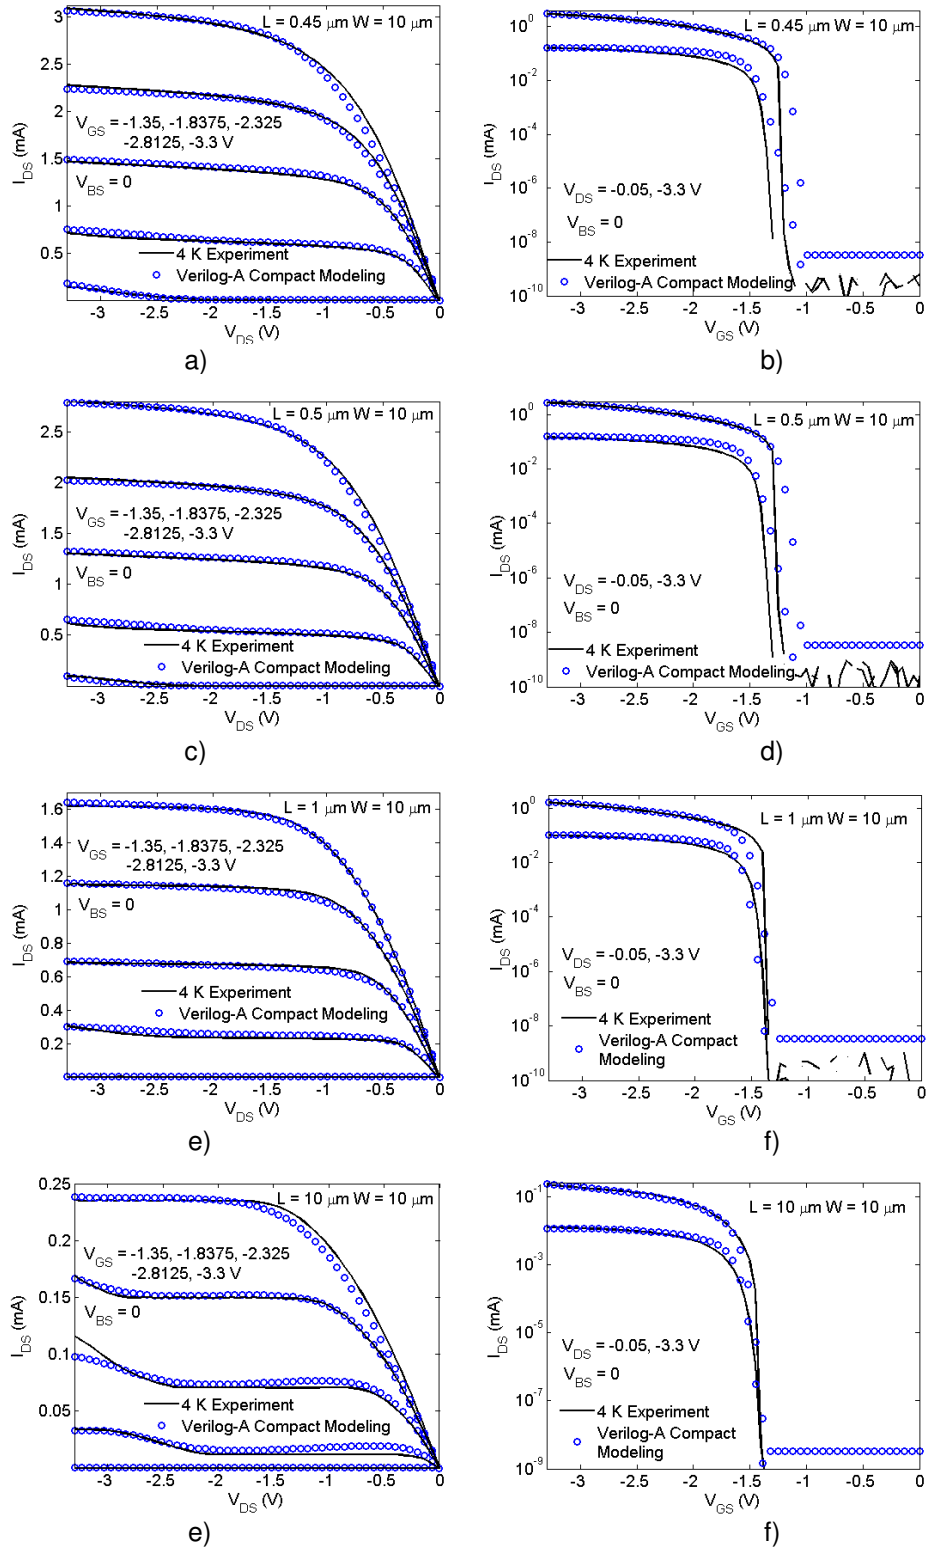 L = 0.45 μm W = 10 μm
3
2.5
2
1.5
1
0.5
I_DS (mA)
V_GS = -1.35, -1.8375, -2.325
-2.8125, -3.3 V
V_BS = 0
4 K Experiment
Verilog-A Compact Modeling
-3 -2.5 -2 -1.5 -1 -0.5 0
V_DS (V)
a)
L = 0.45 μm W = 10 μm
10^0
10^-2
10^-4
10^-6
10^-8
10^-10
I_DS (mA)
V_DS = -0.05, -3.3 V
V_BS = 0
4 K Experiment
Verilog-A Compact Modeling
-3 -2.5 -2 -1.5 -1 -0.5 0
V_GS (V)
b)
L = 0.5 μm W = 10 μm
2.5
2
1.5
1
0.5
I_DS (mA)
V_GS = -1.35, -1.8375, -2.325
-2.8125, -3.3 V
V_BS = 0
4 K Experiment
Verilog-A Compact Modeling
-3 -2.5 -2 -1.5 -1 -0.5 0
V_DS (V)
c)
L = 0.5 μm W = 10 μm
10^0
10^-2
10^-4
10^-6
10^-8
10^-10
I_DS (mA)
V_DS = -0.05, -3.3 V
V_BS = 0
4 K Experiment
Verilog-A Compact Modeling
-3 -2.5 -2 -1.5 -1 -0.5 0
V_GS (V)
d)
L = 1 μm W = 10 μm
1.6
1.4
1.2
1
0.8
0.6
0.4
0.2
I_DS (mA)
V_GS = -1.35, -1.8375, -2.325
-2.8125, -3.3 V
V_BS = 0
4 K Experiment
Verilog-A Compact Modeling
-3 -2.5 -2 -1.5 -1 -0.5 0
V_DS (V)
e)
L = 1 μm W = 10 μm
10^0
10^-2
10^-4
10^-6
10^-8
10^-10
I_DS (mA)
V_DS = -0.05, -3.3 V
V_BS = 0
4 K Experiment
Verilog-A Compact
Modeling
-3 -2.5 -2 -1.5 -1 -0.5 0
V_GS (V)
f)
L = 10 μm W = 10 μm
0.25
0.2
0.15
0.1
0.05
I_DS (mA)
V_GS = -1.35, -1.8375, -2.325
-2.8125, -3.3 V
V_BS = 0
4 K Experiment
Verilog-A Compact Modeling
-3 -2.5 -2 -1.5 -1 -0.5 0
V_DS (V)
e)
L = 10 μm W = 10 μm
10^-1
10^-3
10^-5
10^-7
10^-9
I_DS (mA)
V_DS = -0.05, -3.3 V
V_BS = 0
4 K Experiment
Verilog-A Compact
Modeling
-3 -2.5 -2 -1.5 -1 -0.5 0
V_GS (V)
f)